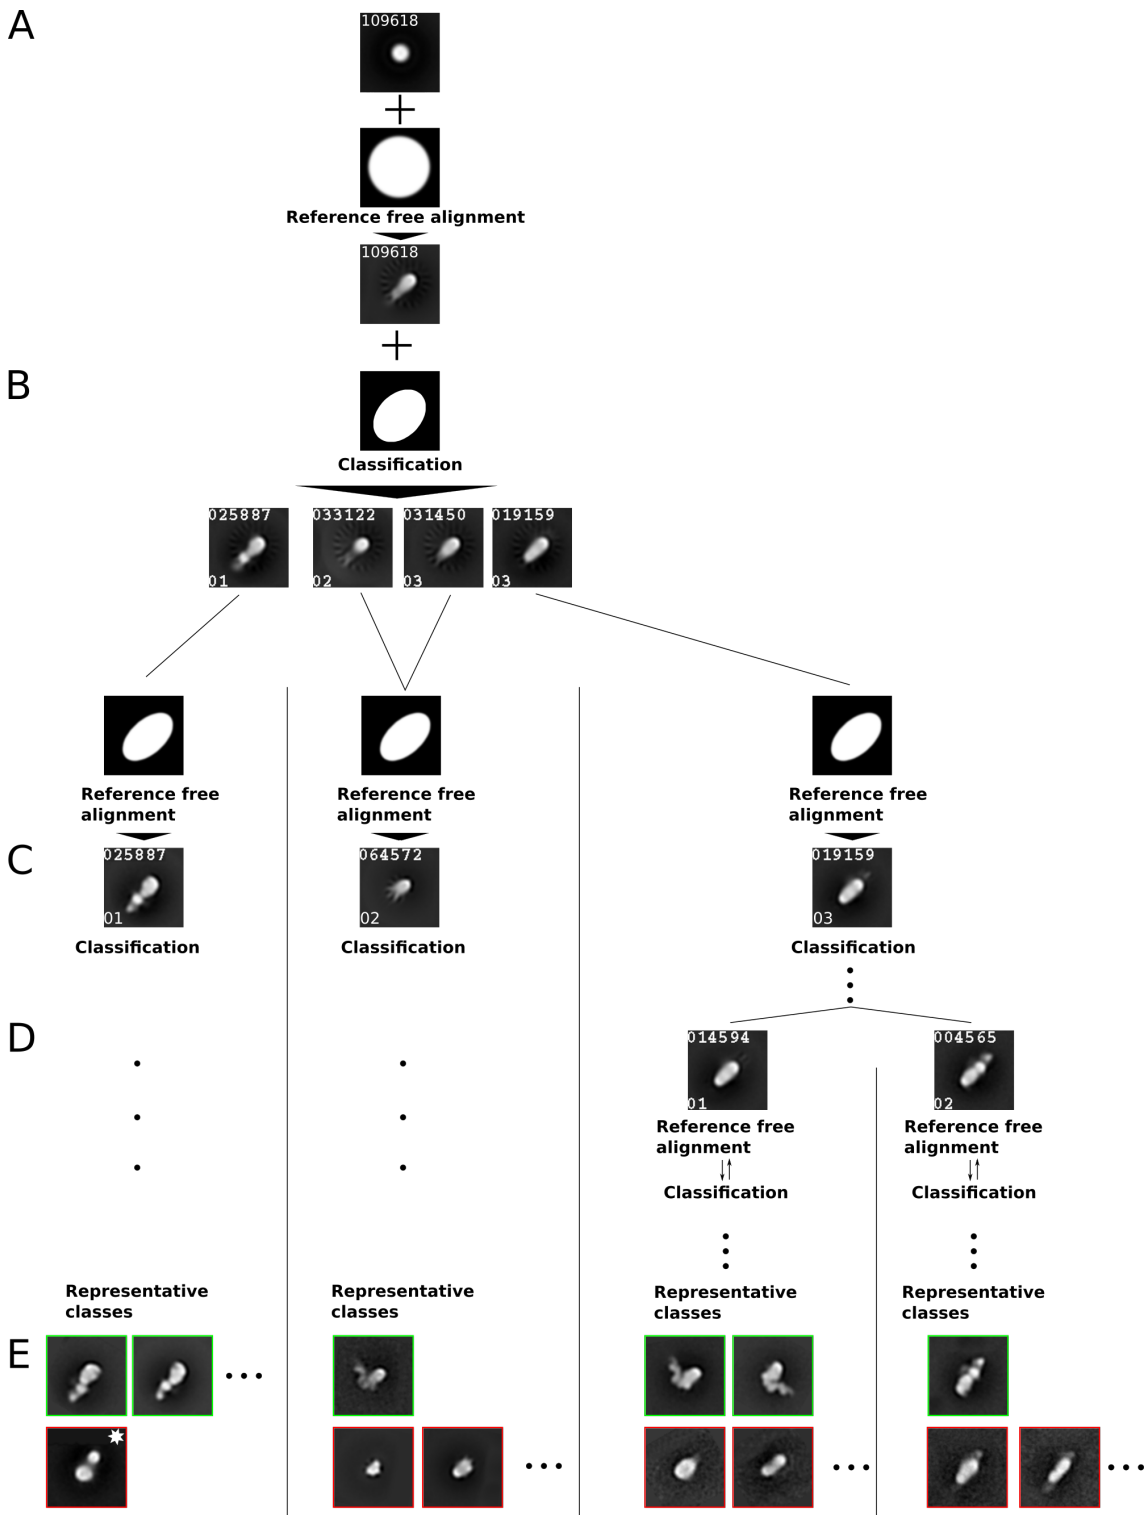 A
109618
Reference free alignment
109618
B
Classification
025887
033122
031450
019159
01
02
03
03
Reference free
alignment
Reference free
alignment
Reference free
alignment
C
025887
064572
019159
01
02
03
Classification
Classification
Classification
D
014594
004565
01
02
Reference free
alignment
Reference free
alignment
Classification
Classification
Representative
classes
Representative
classes
Representative
classes
Representative
classes
E